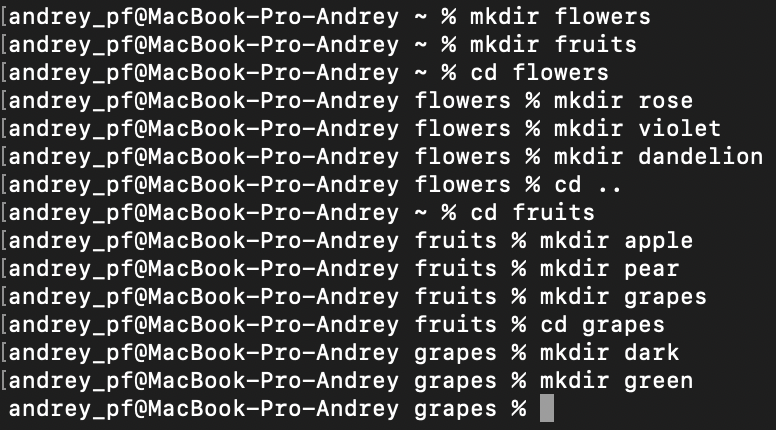 [andrey_pf@MacBook-Pro-Andrey ~ % mkdir flowers
[andrey_pf@MacBook-Pro-Andrey ~ % mkdir fruits
[andrey_pf@MacBook-Pro-Andrey ~ % cd flowers
[andrey_pf@MacBook-Pro-Andrey flowers % mkdir rose
[andrey_pf@MacBook-Pro-Andrey flowers % mkdir violet
[andrey_pf@MacBook-Pro-Andrey flowers % mkdir dandelion
[andrey_pf@MacBook-Pro-Andrey flowers % cd ..
[andrey_pf@MacBook-Pro-Andrey ~ % cd fruits
[andrey_pf@MacBook-Pro-Andrey fruits % mkdir apple
[andrey_pf@MacBook-Pro-Andrey fruits % mkdir pear
[andrey_pf@MacBook-Pro-Andrey fruits % mkdir grapes
[andrey_pf@MacBook-Pro-Andrey fruits % cd grapes
[andrey_pf@MacBook-Pro-Andrey grapes % mkdir dark
[andrey_pf@MacBook-Pro-Andrey grapes % mkdir green
andrey_pf@MacBook-Pro-Andrey grapes %